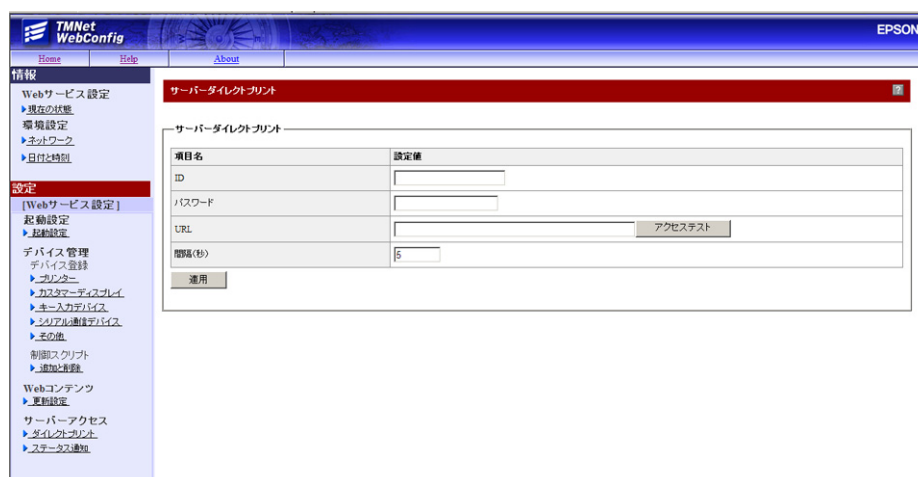 TMNet
WebConfig
EPSON
Home Help About
情報
Webサービス設定
現在の状態
環境設定
ネットワーク
日付と時刻
設定
[Webサービス設定]
起動設定
起動設定
デバイス管理
デバイス登録
プリンター
カスタマーディスプレイ
キー入力デバイス
シリアル通信デバイス
その他
制御スクリプト
追加と削除
Webコンテンツ
更新設定
サーバーアクセス
ダイレクトプリント
ステータス通知
サーバーダイレクトプリント ?
サーバーダイレクトプリント
項目名 設定値
ID
パスワード
URL アクセステスト
間隔(秒) 5
適用